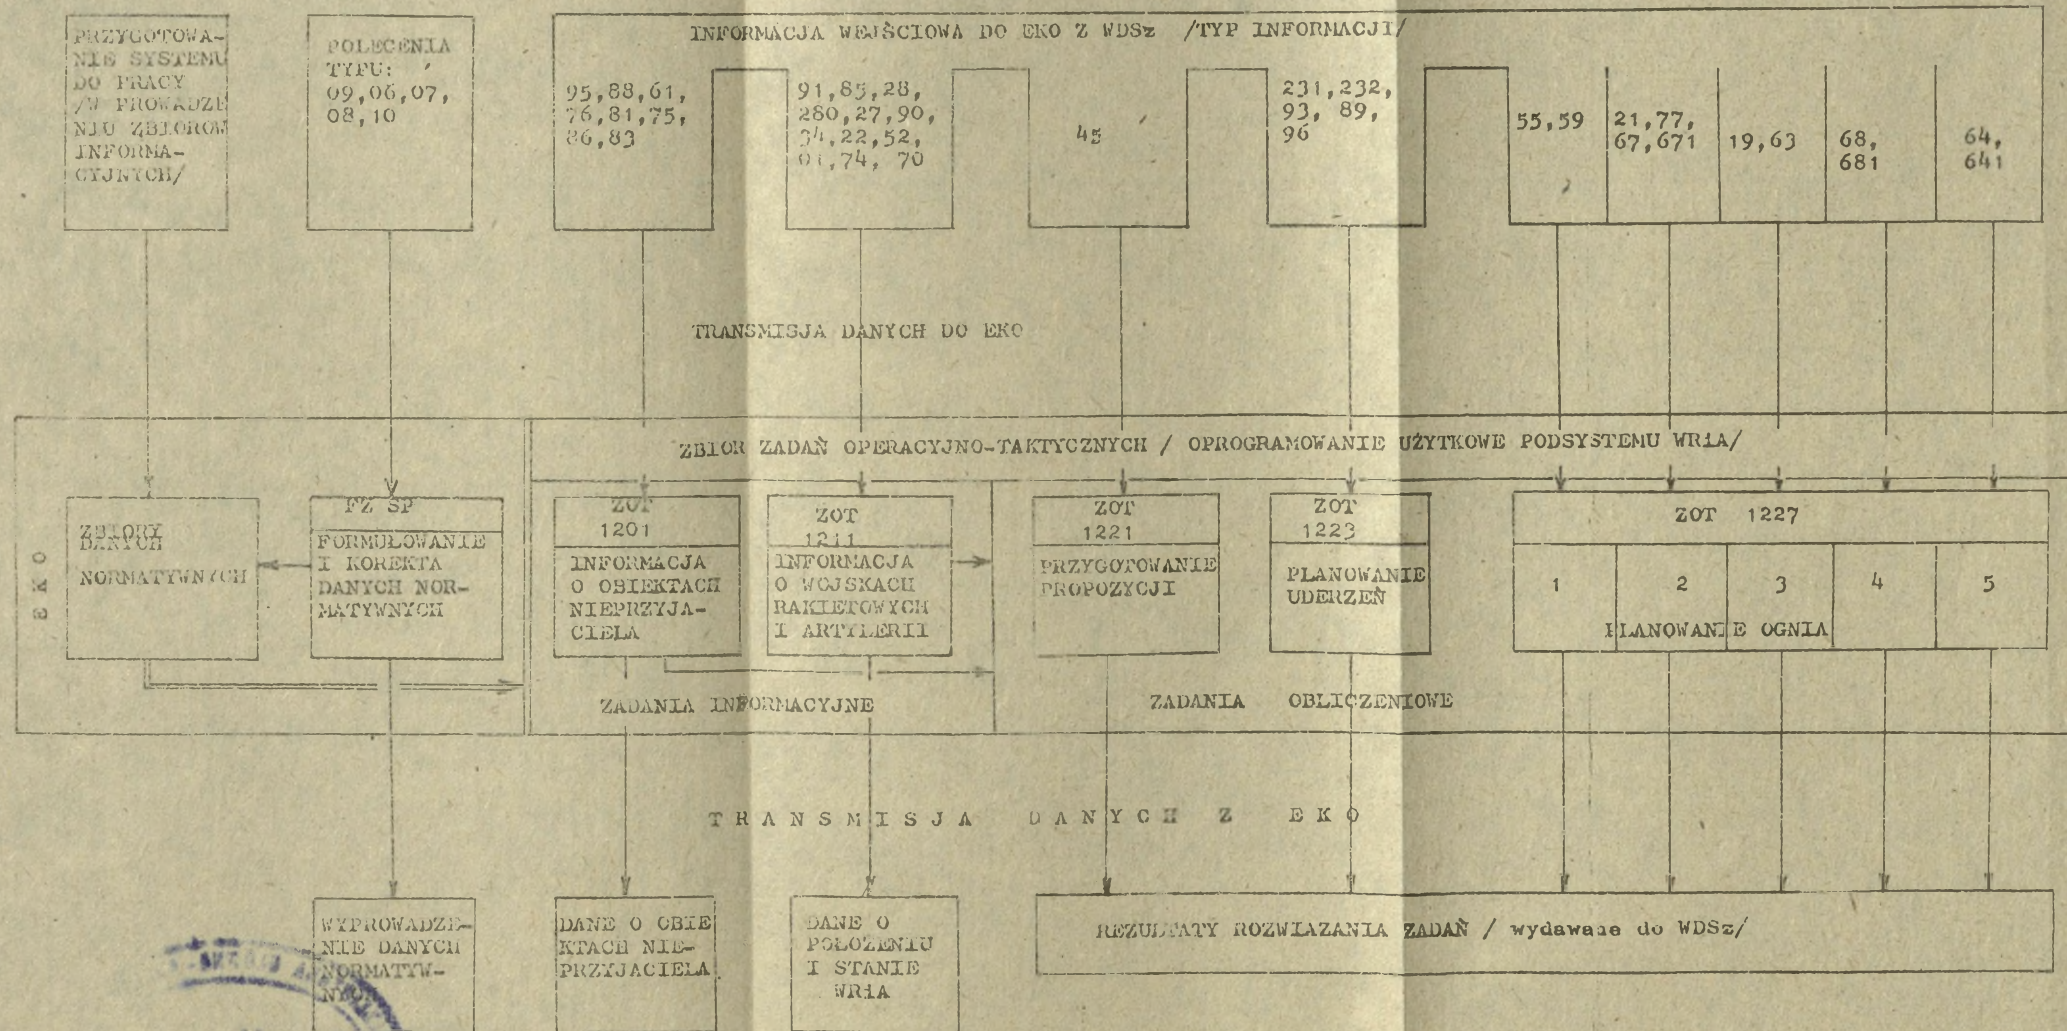 PRZYGOTOWA-
NIE SYSTEMU
DO PRACY
/W PROWADZE
NIU ZBIOROW
INFORMA-
CYJNYCH/
POLECENIA
TYPU:
09,06,07,
08,10
INFORMACJA WEJŚCIOWA DO EKO Z WDSz /TYP INFORMACJI/
95,88,61,
76,81,75,
86,83
91,85,28,
280,27,90,
34,22,52,
01,74, 70
45
231,232,
93, 89,
96
55,59
21,77,
67,671
19,63
68,
681
64,
641
TRANSMISJA DANYCH DO EKO
EKO
ZBIOR ZADAŃ OPERACYJNO-TAKTYCZNYCH / OPROGRAMOWANIE UŻYTKOWE PODSYSTEMU WRiA/
ZBIORY
DANYCH
NORMATYWNYCH
FZ SP
FORMUŁOWANIE
I KOREKTA
DANYCH NOR-
MATYWNYCH
ZOT
1201
INFORMACJA
O OBIEKTACH
NIEPRZYJA-
CIELA
ZOT
1211
INFORMACJA
O WOJSKACH
RAKIETOWYCH
I ARTYLERII
ZOT
1221
PRZYGOTOWANIE
PROPOZYCJI
ZOT
1223
PLANOWANIE
UDERZEŃ
ZOT 1227
1 2 3 4 5
PLANOWANIE OGNIA
ZADANIA INFORMACYJNE
ZADANIA OBLICZENIOWE
TRANSMISJA DANYCH Z EKO
WYPROWADZE-
NIE DANYCH
NORMATYW-
NYCH
DANE O OBIE
KTACH NIE-
PRZYJACIELA
DANE O
POŁOŻENIU
I STANIE
WRiA
REZULTATY ROZWIAZANIA ZADAŃ / wydawane do WDSz/